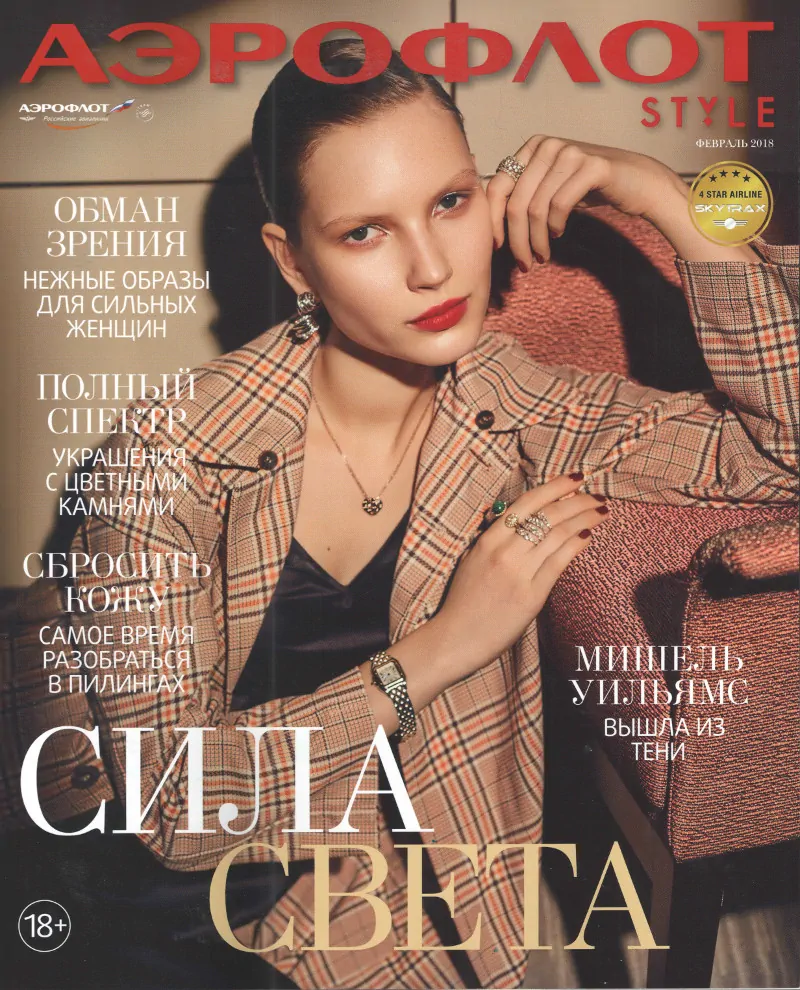 АЭРОФЛОТ
STYLE
АЭРОФЛОТ
Российские авиалинии
ФЕВРАЛЬ 2018
4 STAR AIRLINE
SKYTRAX
ОБМАН
ЗРЕНИЯ
НЕЖНЫЕ ОБРАЗЫ
ДЛЯ СИЛЬНЫХ
ЖЕНЩИН
ПОЛНЫЙ
СПЕКТР
УКРАШЕНИЯ
С ЦВЕТНЫМИ
КАМНЯМИ
СБРОСИТЬ
КОЖУ
САМОЕ ВРЕМЯ
РАЗОБРАТЬСЯ
В ПИЛИНГАХ
МИШЕЛЬ
УИЛЬЯМС
ВЫШЛА ИЗ
ТЕНИ
СИЛА
СВЕТА
18+